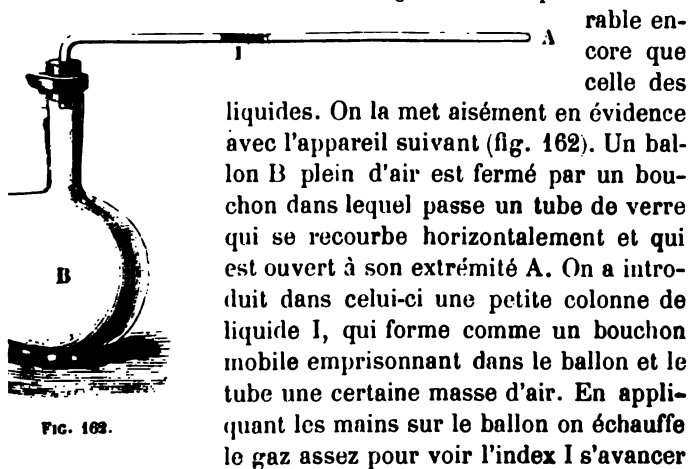 rable en-
core que
celle des
liquides. On la met aisément en évidence
avec l'appareil suivant (fig. 162). Un bal-
lon B plein d'air est fermé par un bou-
chon dans lequel passe un tube de verre
qui se recourbe horizontalement et qui
est ouvert à son extrémité A. On a intro-
duit dans celui-ci une petite colonne de
liquide I, qui forme comme un bouchon
mobile emprisonnant dans le ballon et le
tube une certaine masse d'air. En appli-
quant les mains sur le ballon on échauffe
le gaz assez pour voir l'index I s'avancer
A
I
B
FIG. 162.